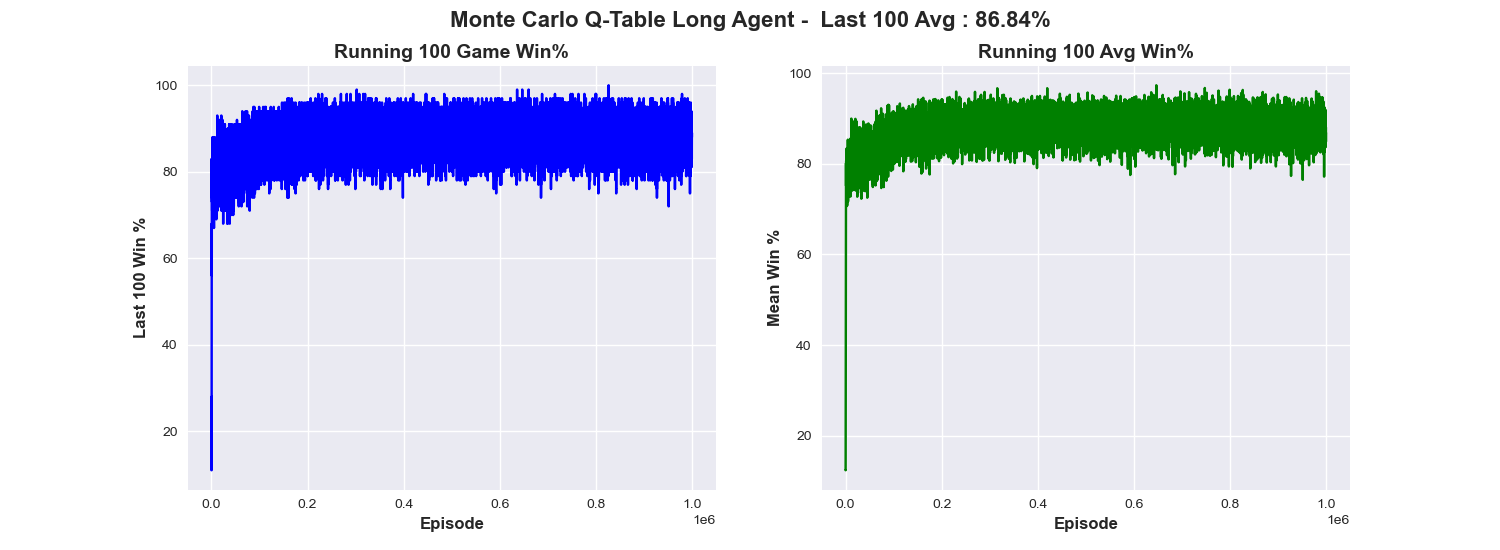 Monte Carlo Q-Table Long Agent - Last 100 Avg : 86.84%
Running 100 Game Win%
Last 100 Win %
100
80
60
40
20
0.0 0.2 0.4 0.6 0.8 1.0
1e6
Episode
Running 100 Avg Win%
Mean Win %
100
80
60
40
20
0.0 0.2 0.4 0.6 0.8 1.0
1e6
Episode